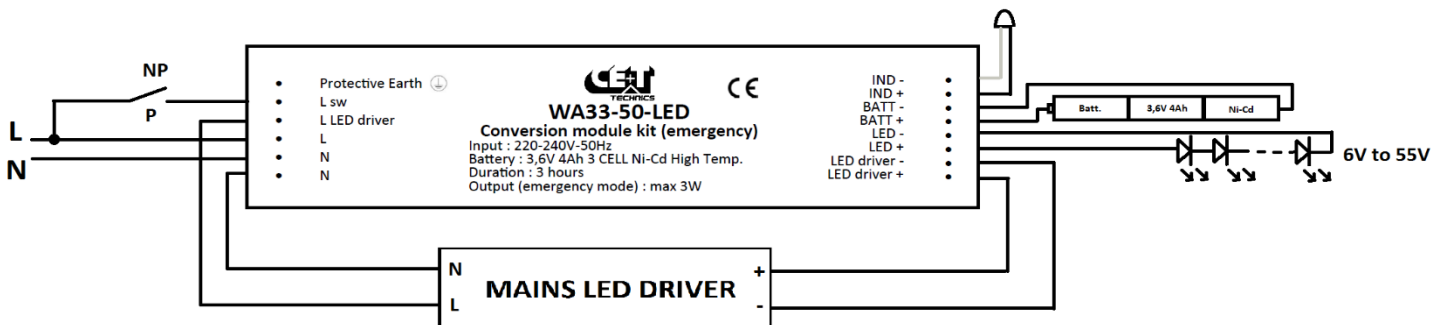 NP
P
L
N
Protective Earth
L sw
L LED driver
L
N
N
CE+T
TECHNICS
CE
WA33-50-LED
Conversion module kit (emergency)
Input : 220-240V-50Hz
Battery : 3,6V 4Ah 3 CELL Ni-Cd High Temp.
Duration : 3 hours
Output (emergency mode) : max 3W
IND -
IND +
BATT -
BATT +
LED -
LED +
LED driver -
LED driver +
Batt. 3,6V 4Ah Ni-Cd
6V to 55V
N
L
MAINS LED DRIVER
+
-